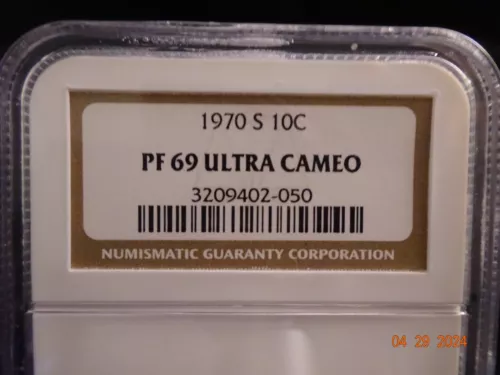 1970 S 10C
PF 69 ULTRA CAMEO
3209402-050
NUMISMATIC GUARANTY CORPORATION
04 29 2024